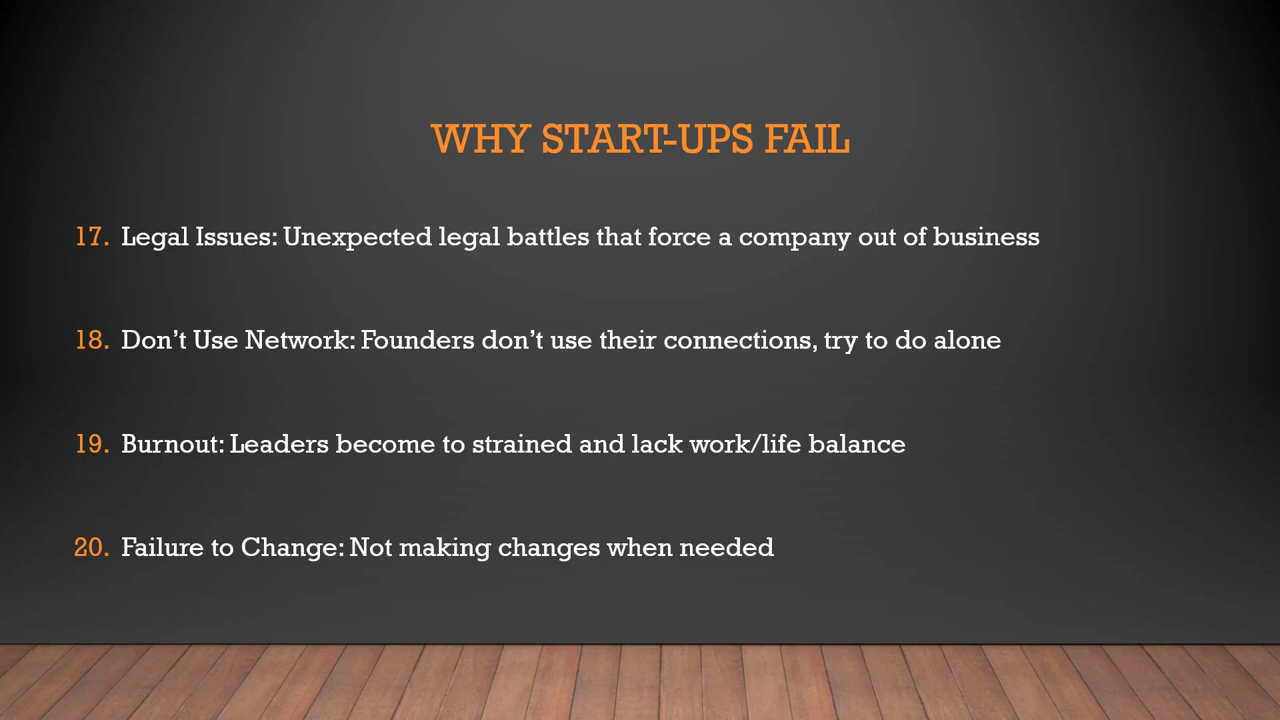 WHY START-UPS FAIL
17. Legal Issues: Unexpected legal battles that force a company out of business
18. Don’t Use Network: Founders don’t use their connections, try to do alone
19. Burnout: Leaders become to strained and lack work/life balance
20. Failure to Change: Not making changes when needed